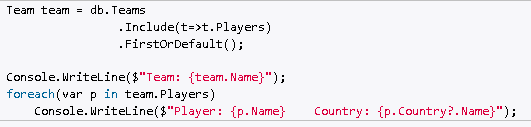 Team team = db.Teams
.Include(t=>t.Players)
.FirstOrDefault();
Console.WriteLine($"Team: {team.Name}");
foreach(var p in team.Players)
Console.WriteLine($"Player: {p.Name}    Country: {p.Country?.Name}");